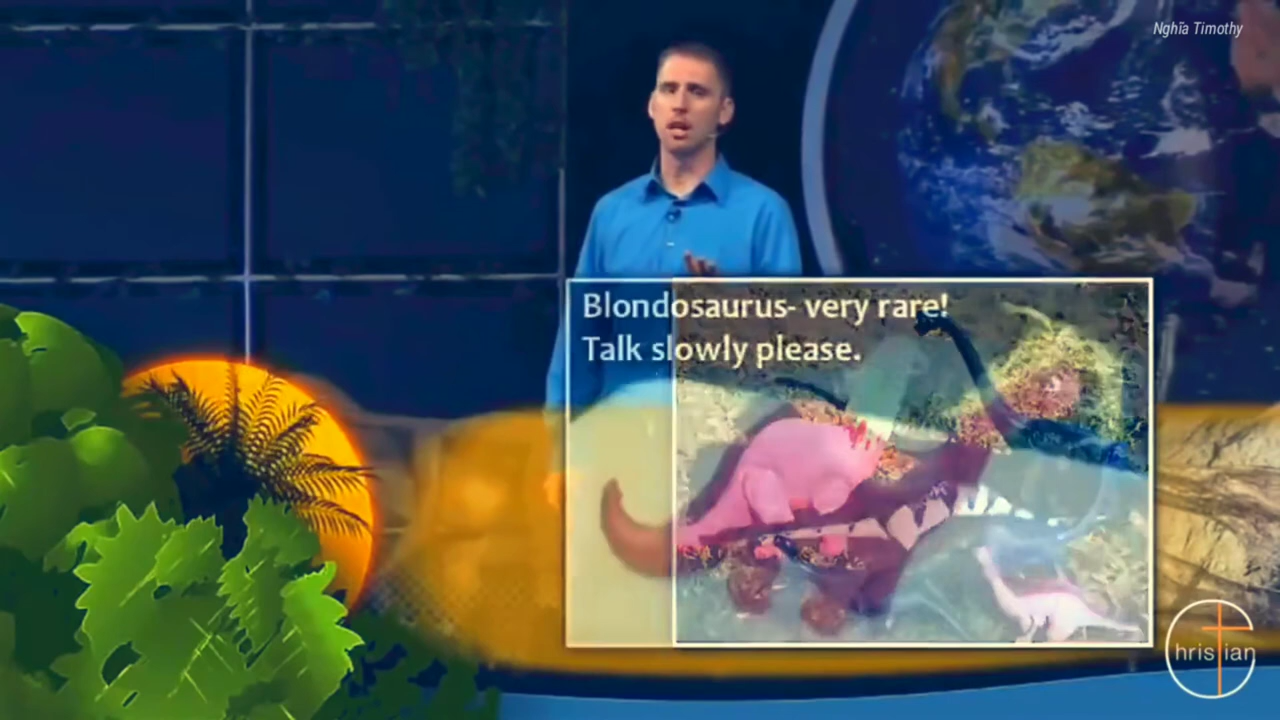 Nghĩa Timothy
Blondosaurus- very rare!
Talk slowly please.
hristian